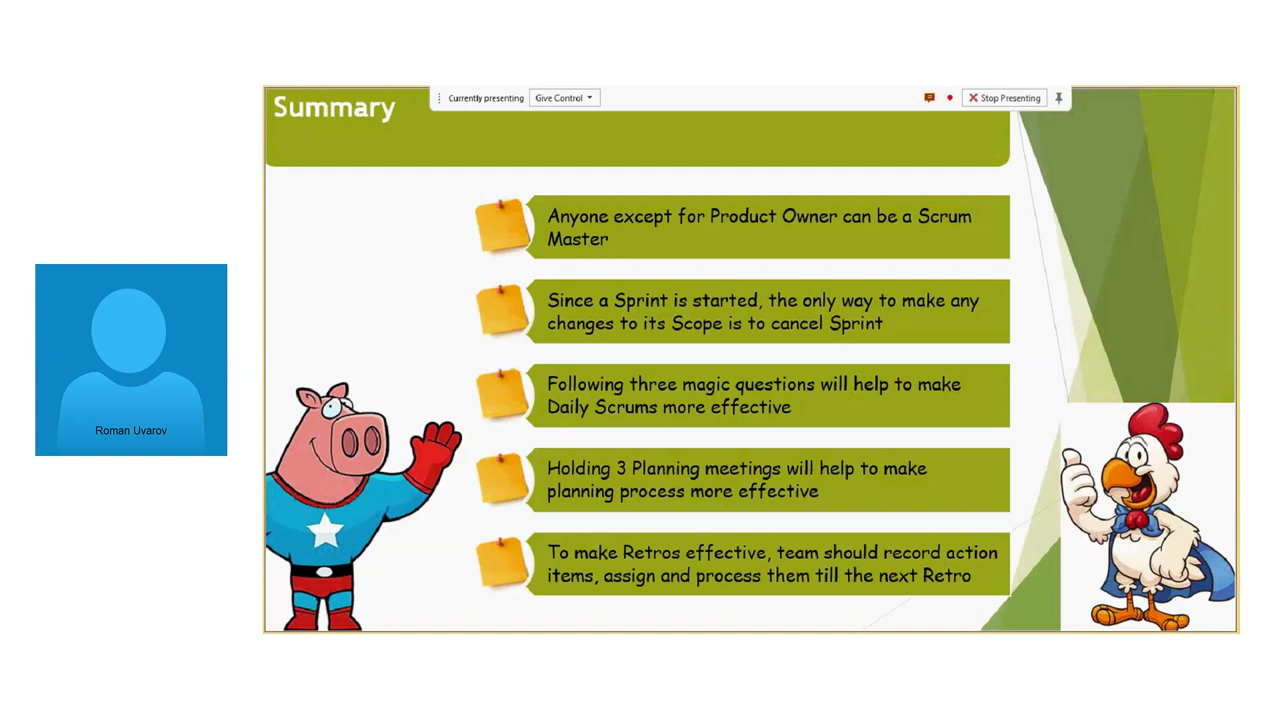 Summary
Currently presenting
Give Control
Stop Presenting
Anyone except for Product Owner can be a Scrum
Master
Since a Sprint is started, the only way to make any
changes to its Scope is to cancel Sprint
Following three magic questions will help to make
Daily Scrums more effective
Holding 3 Planning meetings will help to make
planning process more effective
To make Retros effective, team should record action
items, assign and process them till the next Retro
Roman Uvarov